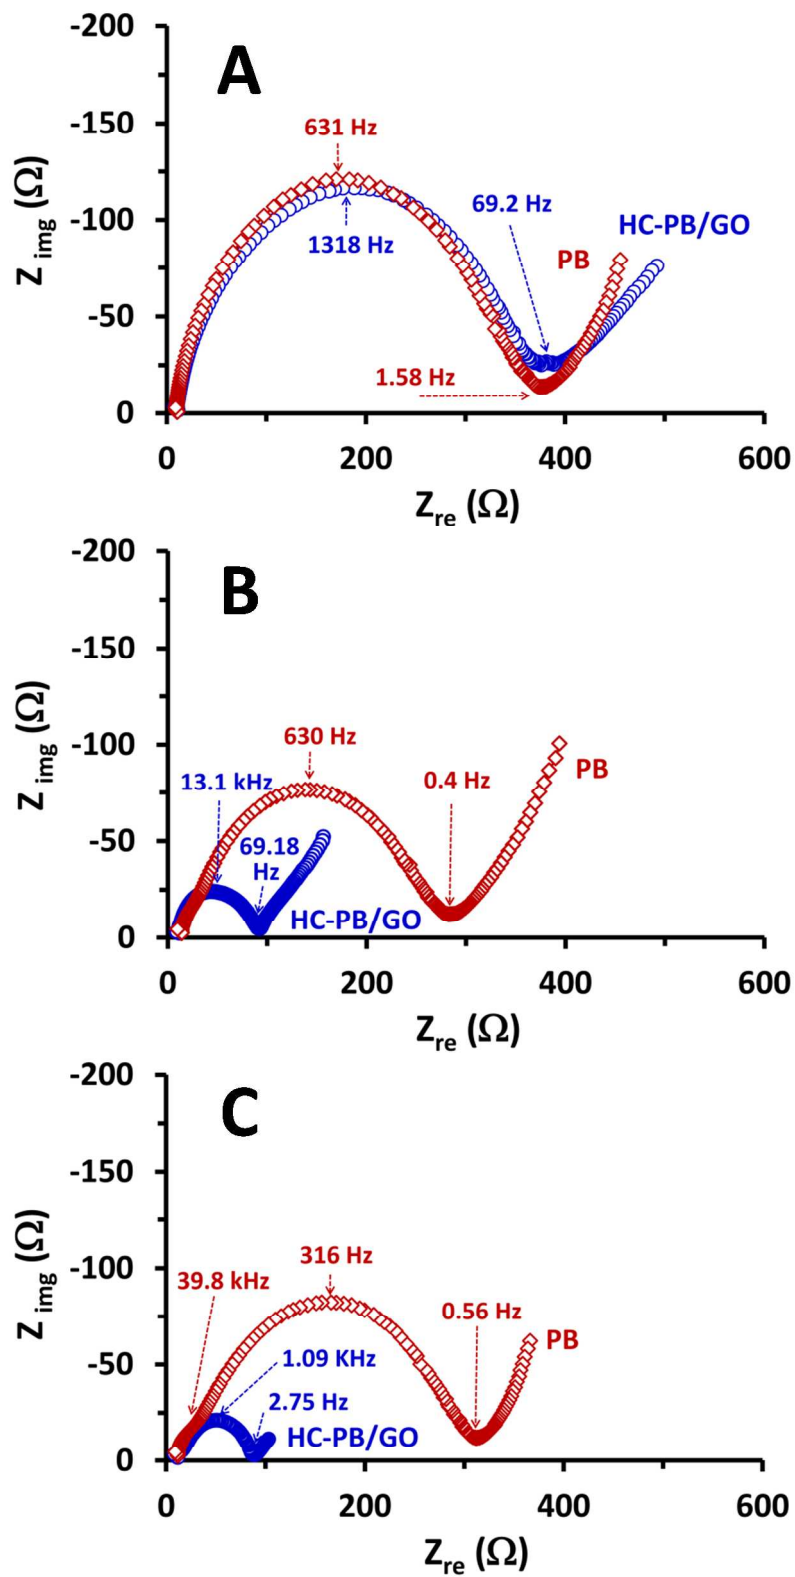 -200
A
-150
631 Hz
69.2 Hz
-100
HC-PB/GO
1318 Hz
PB
-50
1.58 Hz
0
0 200 400 600
Z img (Ω)
Zre (Ω)
-200
B
-150
630 Hz
-100
13.1 kHz
0.4 Hz
PB
-50
69.18
Hz
HC-PB/GO
0
0 200 400 600
Z img (Ω)
Zre (Ω)
-200
C
-150
316 Hz
-100
39.8 kHz
0.56 Hz
PB
-50
1.09 KHz
2.75 Hz
HC-PB/GO
0
0 200 400 600
Z img (Ω)
Zre (Ω)